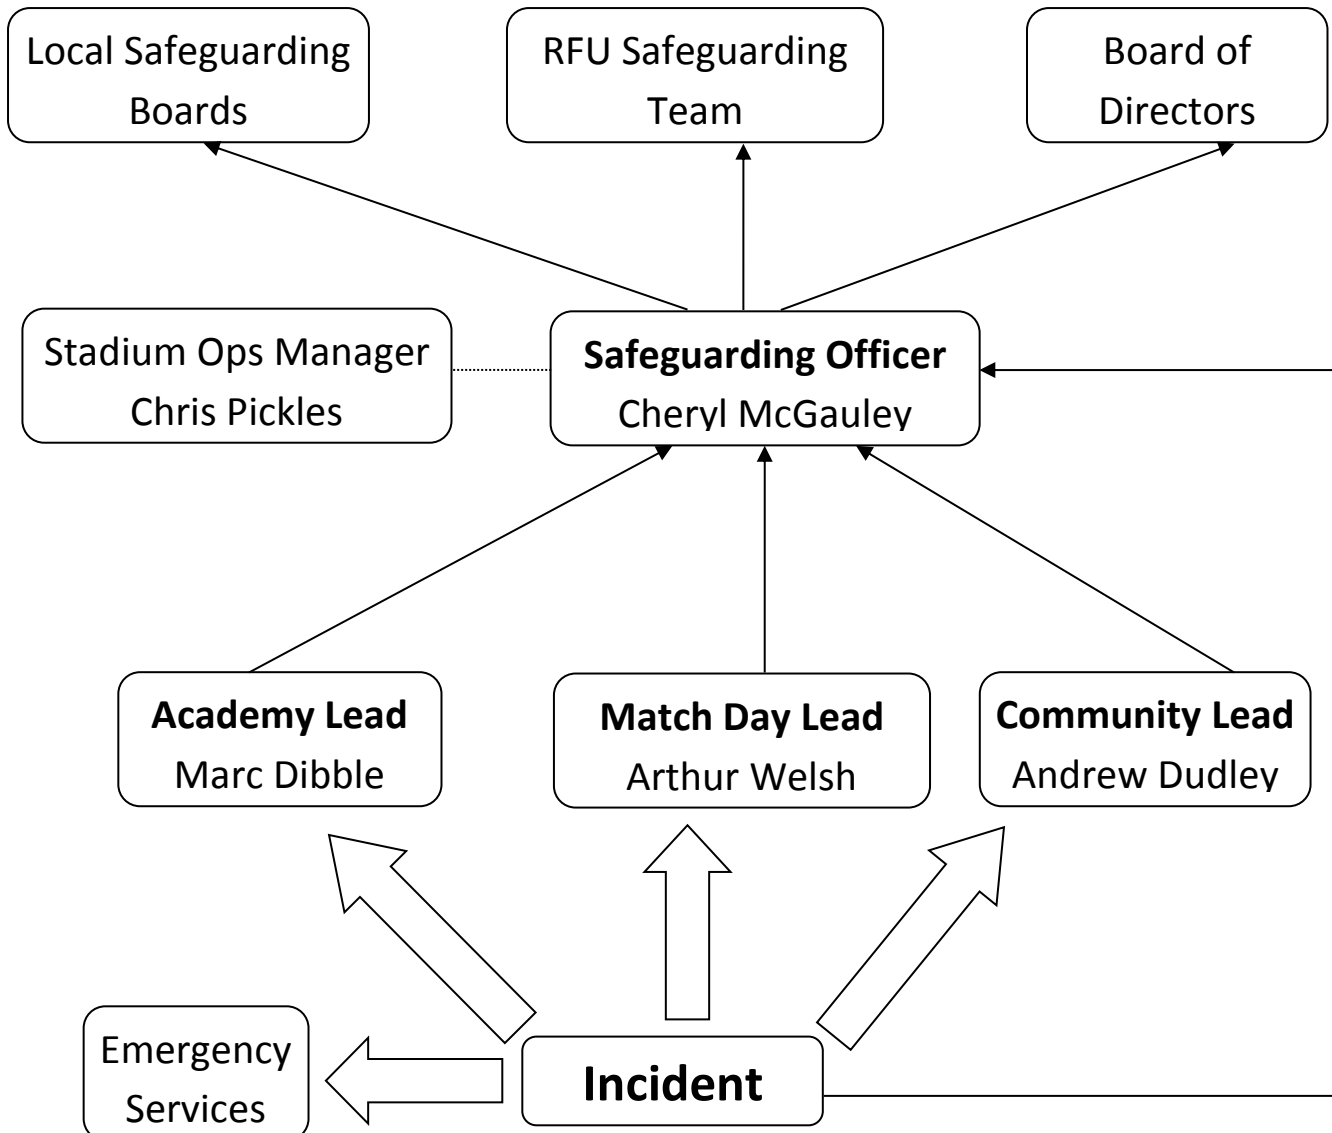 Local Safeguarding
Boards
RFU Safeguarding
Team
Board of
Directors
Stadium Ops Manager
Chris Pickles
Safeguarding Officer
Cheryl McGauley
Academy Lead
Marc Dibble
Match Day Lead
Arthur Welsh
Community Lead
Andrew Dudley
Emergency
Services
Incident